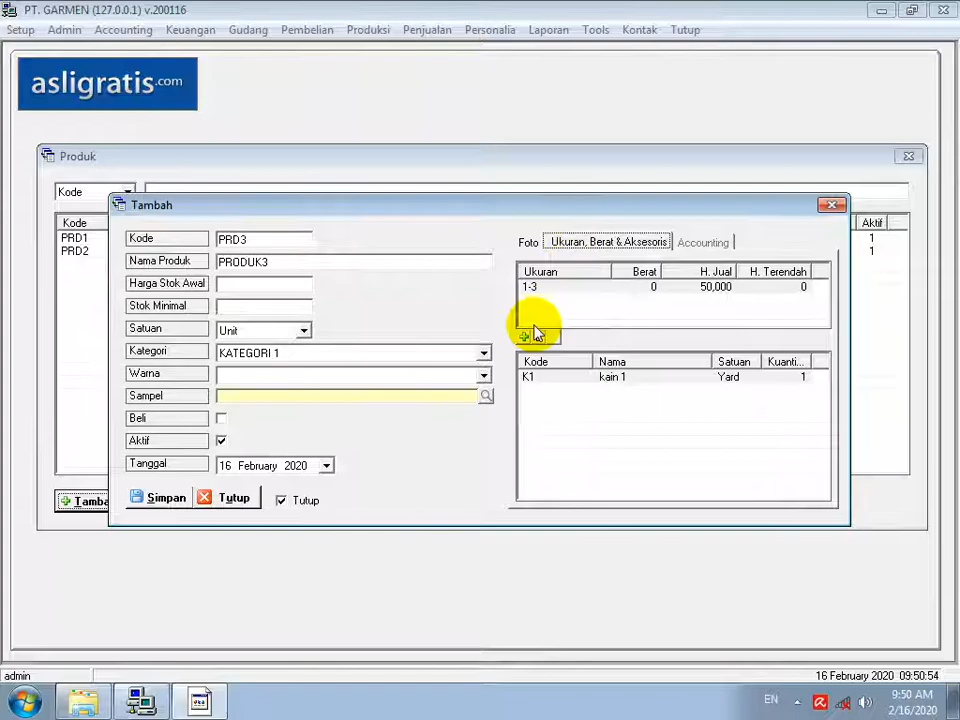 PT. GARMEN (127.0.0.1) v.200116
Setup Admin Accounting Keuangan Gudang Pembelian Produksi Penjualan Personalia Laporan Tools Kontak Tutup
asligratis.com
Produk
Kode
Kode Aktif
PRD1 1
PRD2 1
Tambah
Kode PRD3
Nama Produk PRODUK3
Harga Stok Awal
Stok Minimal
Satuan Unit
Kategori KATEGORI 1
Warna
Sampel
Beli
Aktif
Tanggal 16 February 2020
Simpan Tutup Tutup
Foto Ukuran, Berat & Aksesoris Accounting
Ukuran Berat H. Jual H. Terendah
1-3 0 50,000 0
Kode Nama Satuan Kuanti...
K1 kain 1 Yard 1
Tamba
admin 16 February 2020 09:50:54
EN 9:50 AM
2/16/2020